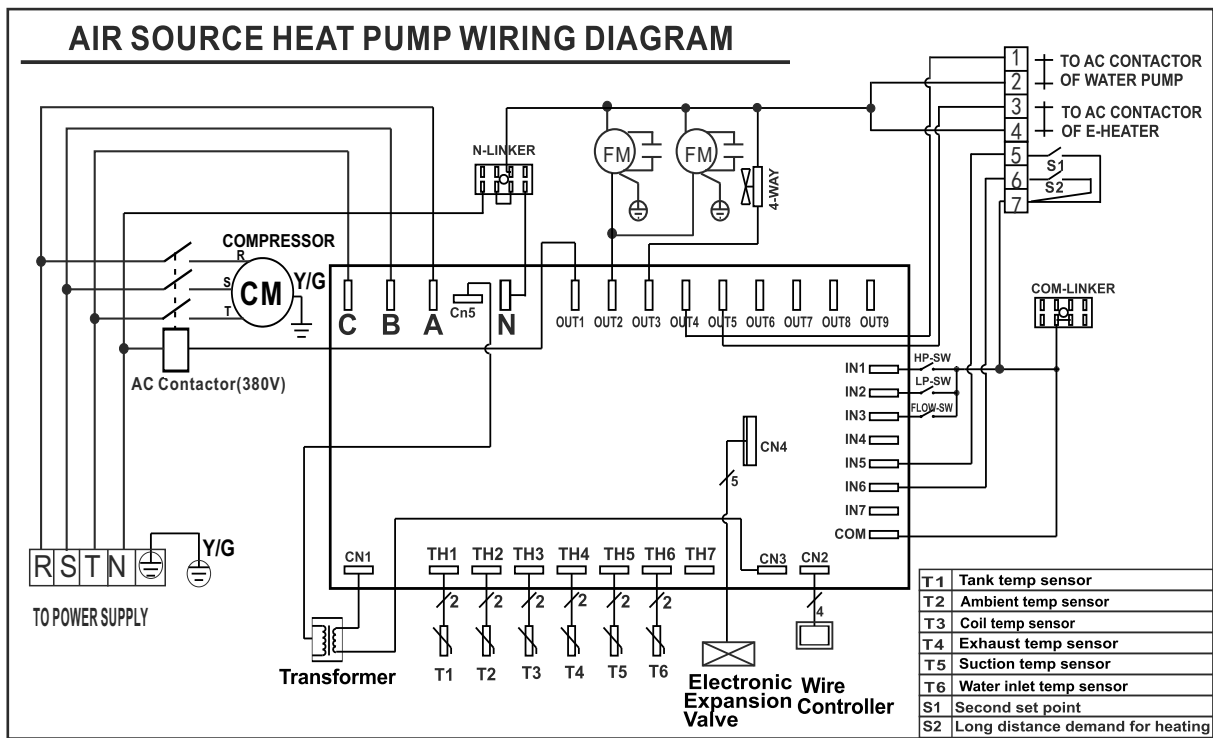 AIR SOURCE HEAT PUMP WIRING DIAGRAM
1
2
TO AC CONTACTOR
OF WATER PUMP
3
4
TO AC CONTACTOR
OF E-HEATER
5
6
7
S1
S2
N-LINKER
FM
FM
4-WAY
COMPRESSOR
R
S
T
CM
Y/G
AC Contactor(380V)
C
B
A
Cn5
N
OUT1
OUT2
OUT3
OUT4
OUT5
OUT6
OUT7
OUT8
OUT9
COM-LINKER
IN1
HP-SW
IN2
LP-SW
IN3
FLOW-SW
IN4
IN5
IN6
IN7
COM
CN4
5
R S T N
Y/G
TO POWER SUPPLY
CN1
TH1
TH2
TH3
TH4
TH5
TH6
TH7
CN3
CN2
2
2
2
2
2
2
4
Transformer
T1
T2
T3
T4
T5
T6
Electronic
Expansion
Valve
Wire
Controller
T1 Tank temp sensor
T2 Ambient temp sensor
T3 Coil temp sensor
T4 Exhaust temp sensor
T5 Suction temp sensor
T6 Water inlet temp sensor
S1 Second set point
S2 Long distance demand for heating